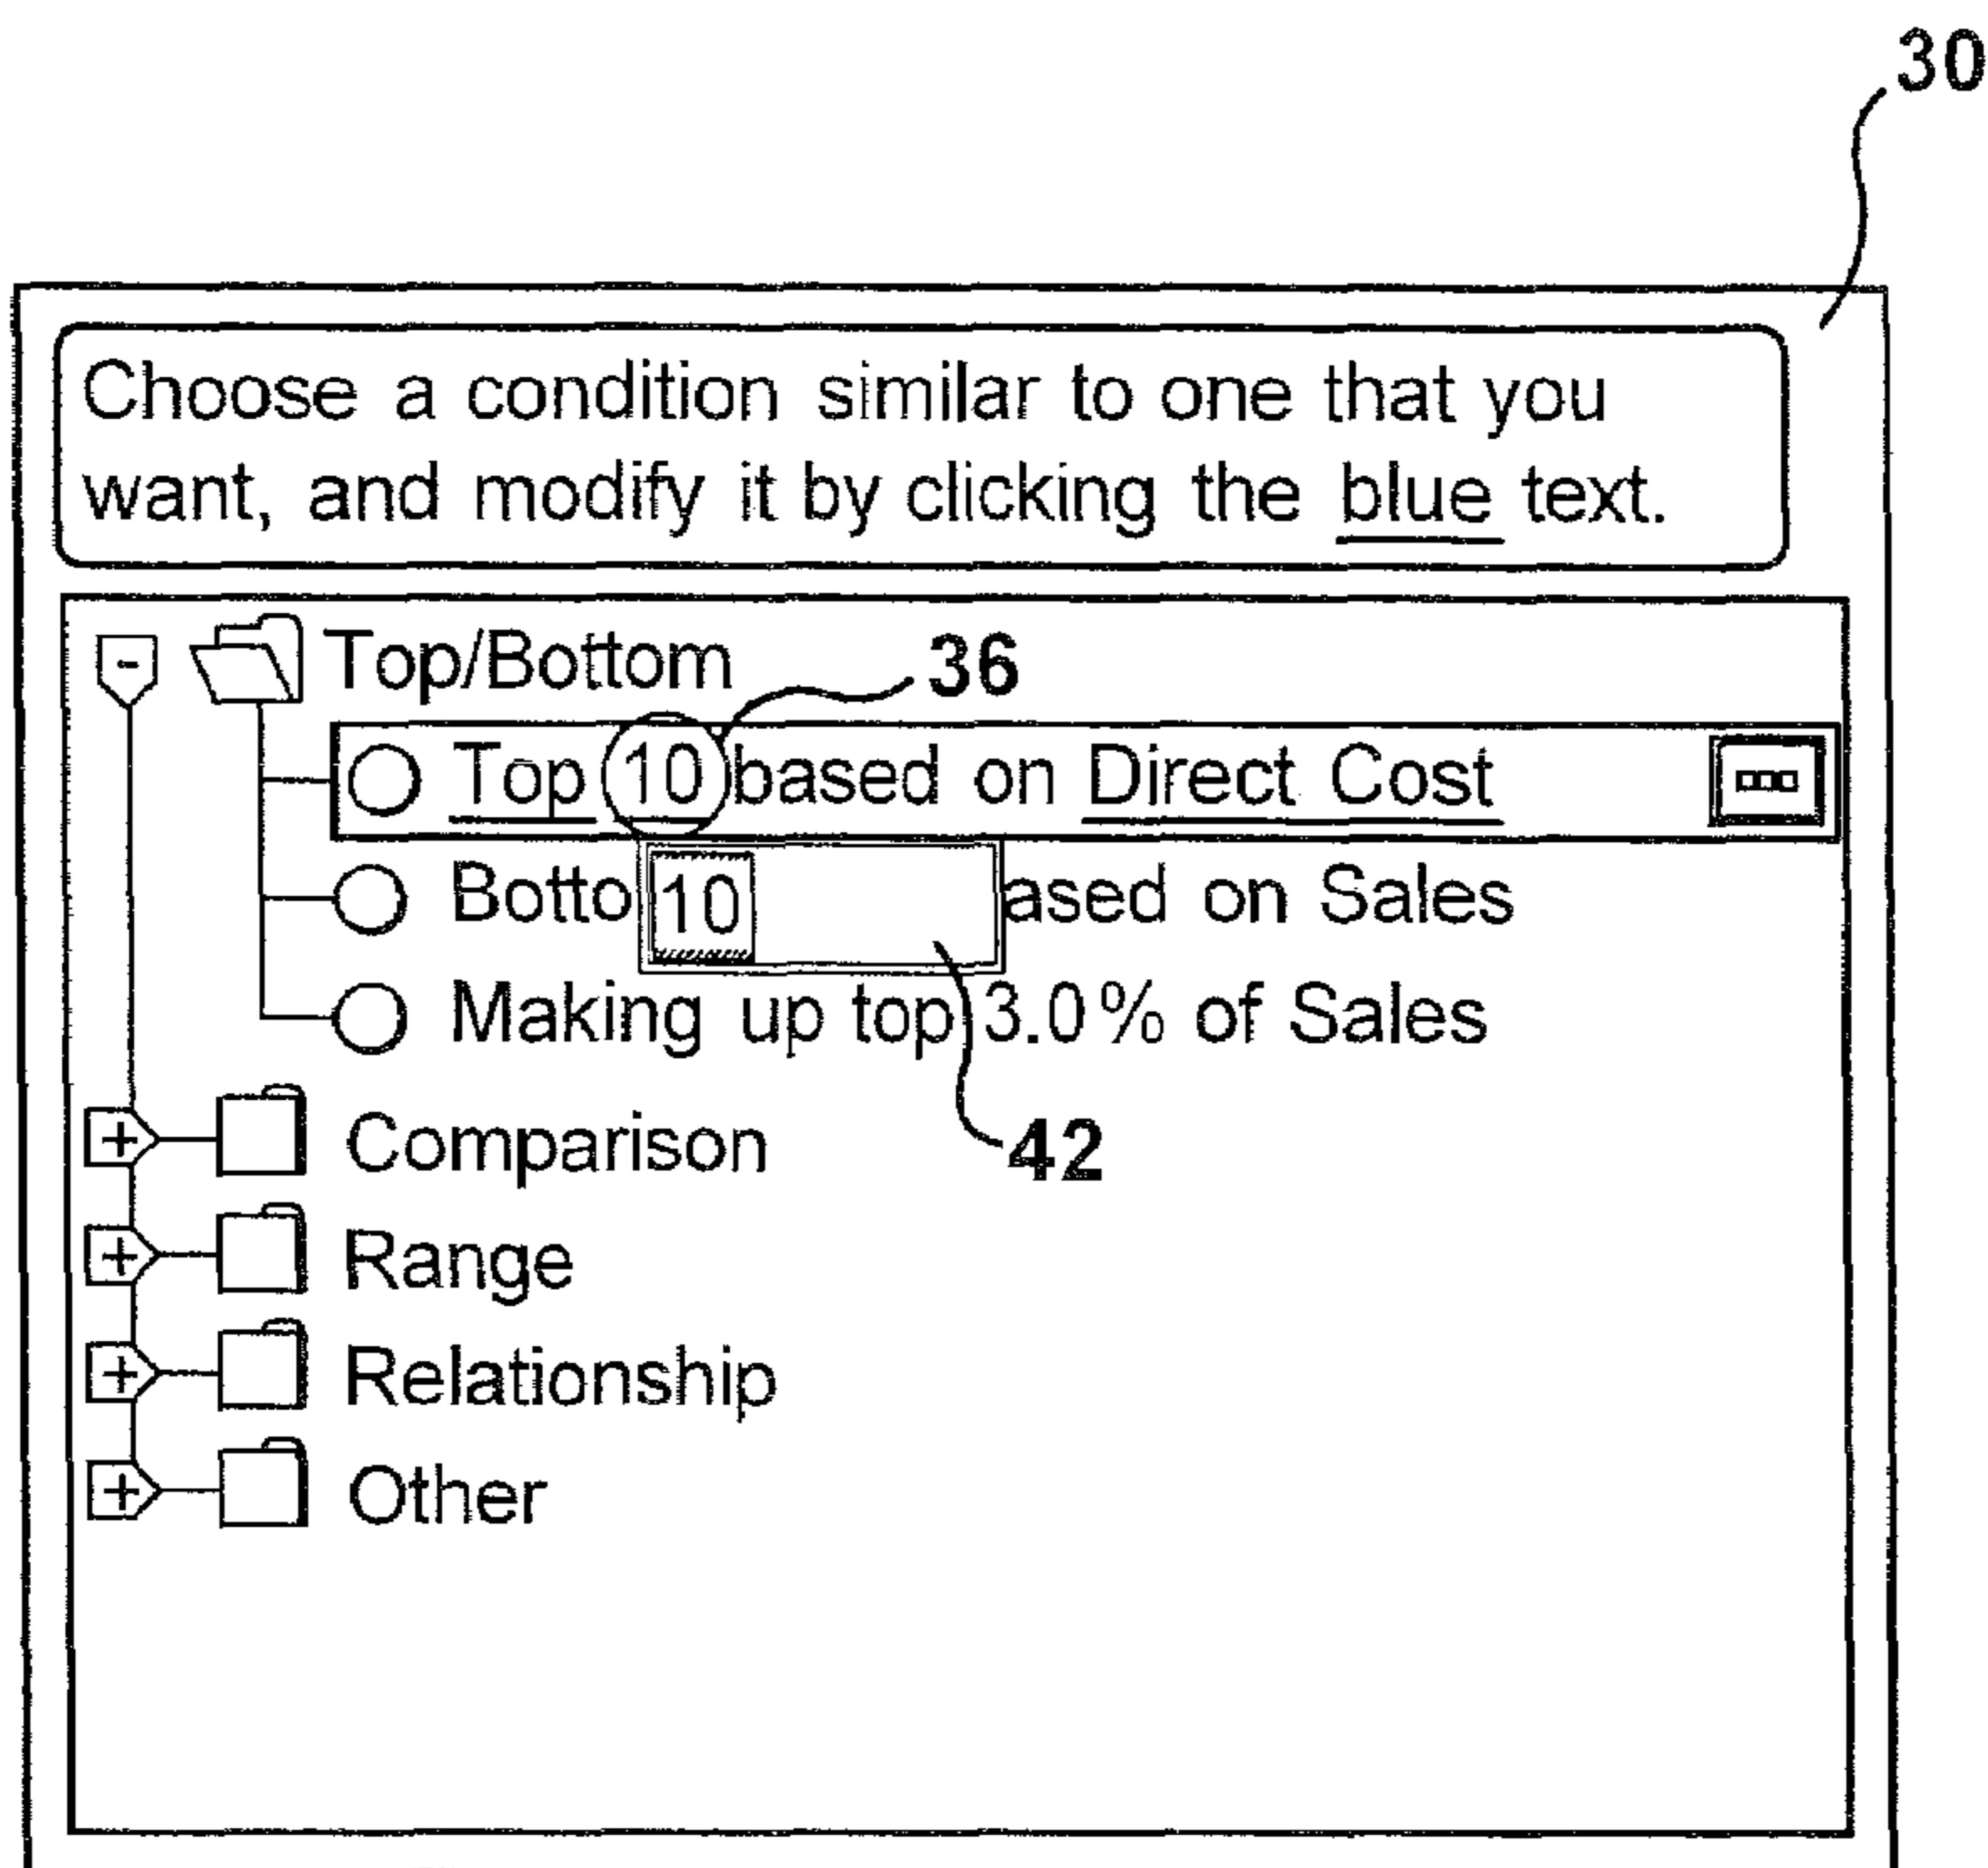 30
Choose a condition similar to one that you
want, and modify it by clicking the blue text.
- Top/Bottom 36
Top 10 based on Direct Cost
Botto 10 ased on Sales
Making up top 3.0% of Sales
+ Comparison 42
+ Range
+ Relationship
+ Other